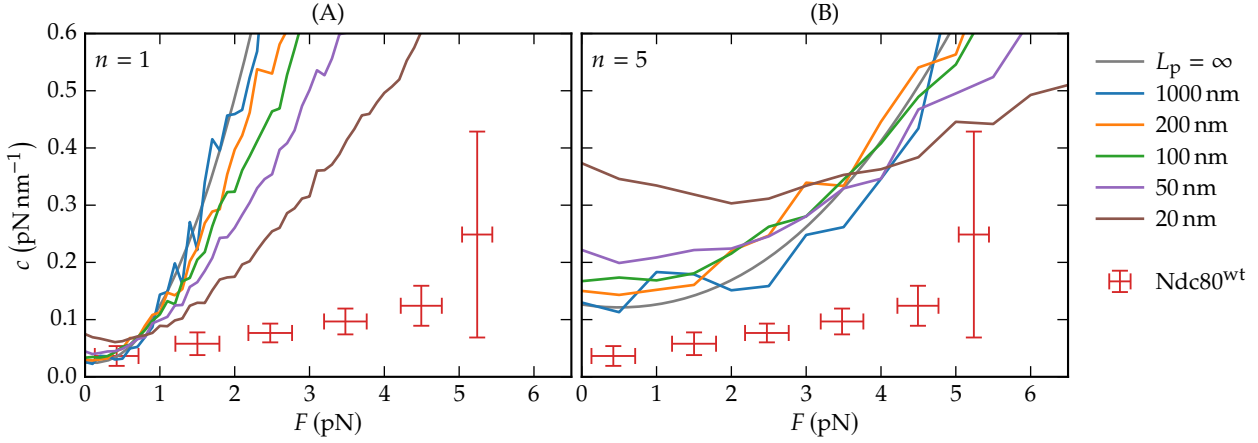 (A)
(B)
0.6
0.5
0.4
0.3
0.2
0.1
0.0
c (pN nm⁻¹)
n = 1
n = 5
0 1 2 3 4 5 6
0 1 2 3 4 5 6
F (pN)
F (pN)
Lₚ = ∞
1000 nm
200 nm
100 nm
50 nm
20 nm
Ndc80ʷᵗ